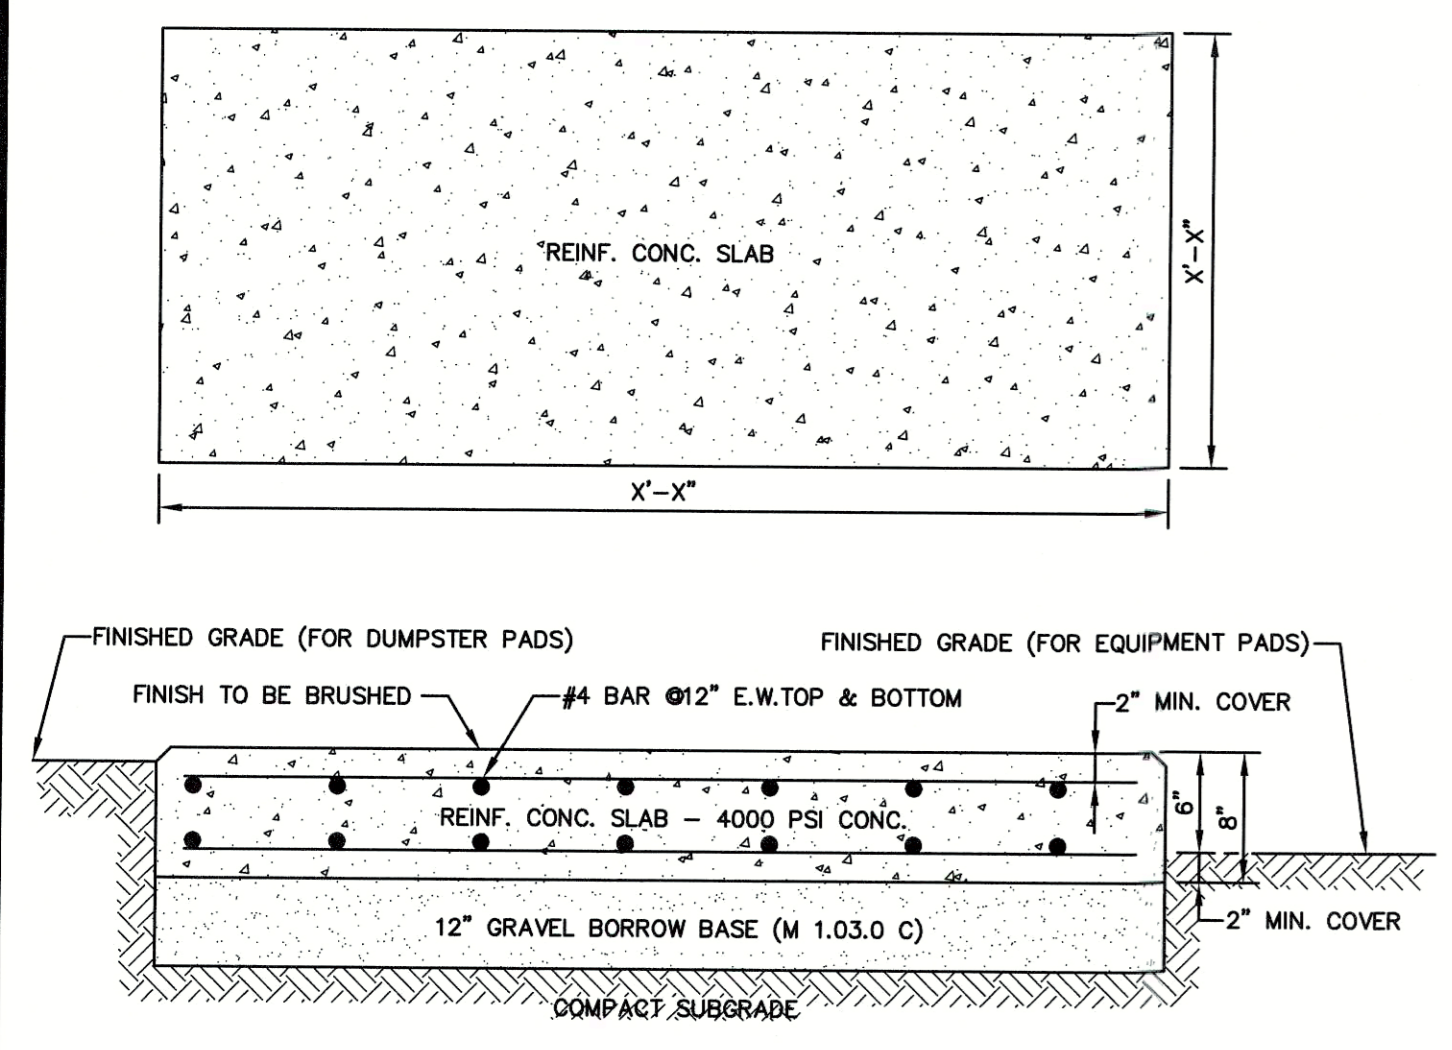 REINF. CONC. SLAB
X'-X"
X'-X"
FINISHED GRADE (FOR DUMPSTER PADS)
FINISHED GRADE (FOR EQUIPMENT PADS)
FINISH TO BE BRUSHED
#4 BAR @12" E.W.TOP & BOTTOM
2" MIN. COVER
6"
8"
REINF. CONC. SLAB - 4000 PSI CONC.
2" MIN. COVER
12" GRAVEL BORROW BASE (M 1.03.0 C)
COMPACT SUBGRADE